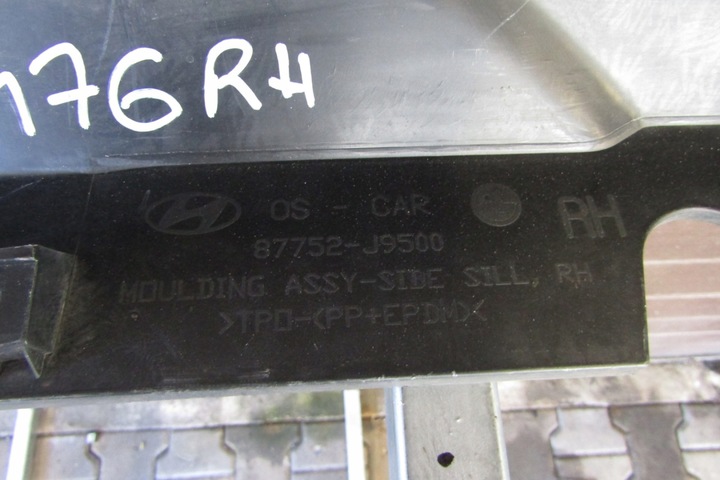 176RH
OS - CAR
RH
87752-J9500
MOULDING ASSY-SIDE SILL, RH
>TPO-(PP+EPDM)<